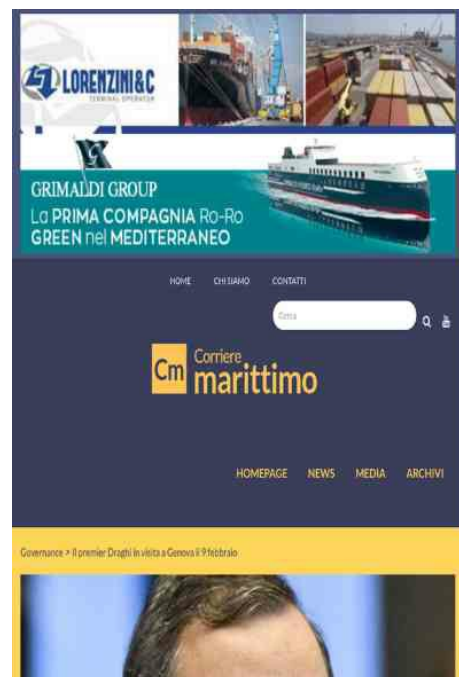 LORENZINI&C
TERMINAL OPERATOR
GRIMALDI GROUP
La PRIMA COMPAGNIA Ro-Ro
GREEN nel MEDITERRANEO
HOME CHI SIAMO CONTATTI
Cerca
Cm Corriere
marittimo
HOMEPAGE NEWS MEDIA ARCHIVI
Governance > Il premier Draghi in visita a Genova il 9 febbraio